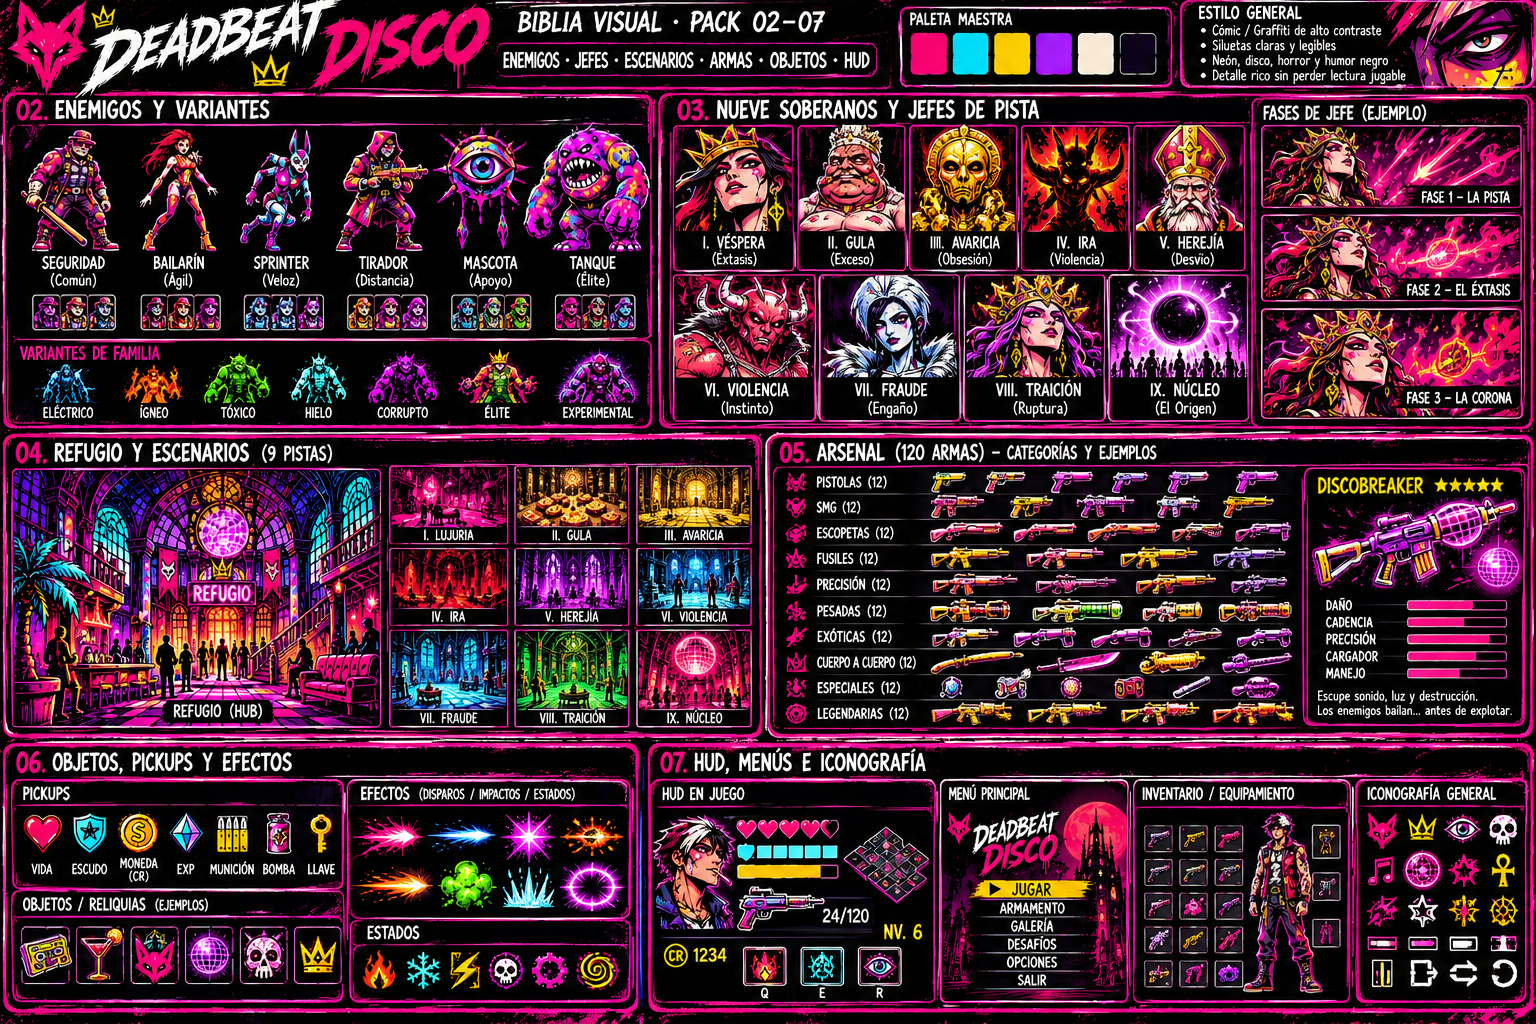 DEADBEAT DISCO
BIBLIA VISUAL · PACK 02-07
ENEMIGOS · JEFES · ESCENARIOS · ARMAS · OBJETOS · HUD
PALETA MAESTRA
ESTILO GENERAL
• Cómic / Graffiti de alto contraste
• Siluetas claras y legibles
• Neón, disco, horror y humor negro
• Detalle rico sin perder lectura jugable
02. ENEMIGOS Y VARIANTES
SEGURIDAD
(Común)
BAILARÍN
(Ágil)
SPRINTER
(Veloz)
TIRADOR
(Distancia)
MASCOTA
(Apoyo)
TANQUE
(Élite)
VARIANTES DE FAMILIA
ELÉCTRICO
ÍGNEO
TÓXICO
HIELO
CORRUPTO
ÉLITE
EXPERIMENTAL
03. NUEVE SOBERANOS Y JEFES DE PISTA
I. VÉSPERA
(Éxtasis)
II. GULA
(Exceso)
IIII. AVARICIA
(Obsesión)
IV. IRA
(Violencia)
V. HEREJÍA
(Desvío)
VI. VIOLENCIA
(Instinto)
VII. FRAUDE
(Engaño)
VIII. TRAICIÓN
(Ruptura)
IX. NÚCLEO
(El Origen)
FASES DE JEFE (EJEMPLO)
FASE 1 – LA PISTA
FASE 2 – EL ÉXTASIS
FASE 3 – LA CORONA
04. REFUGIO Y ESCENARIOS (9 PISTAS)
REFUGIO
REFUGIO (HUB)
I. LUJURIA
II. GULA
III. AVARICIA
IV. IRA
V. HEREJÍA
VI. VIOLENCIA
VII. FRAUDE
VIII. TRAICIÓN
IX. NÚCLEO
05. ARSENAL (120 ARMAS) – CATEGORÍAS Y EJEMPLOS
PISTOLAS (12)
SMG (12)
ESCOPETAS (12)
FUSILES (12)
PRECISIÓN (12)
PESADAS (12)
EXÓTICAS (12)
CUERPO A CUERPO (12)
ESPECIALES (12)
LEGENDARIAS (12)
DISCOBREAKER ★★★★★
DAÑO
CADENCIA
PRECISIÓN
CARGADOR
MANEJO
Escupe sonido, luz y destrucción.
Los enemigos bailan... antes de explotar.
06. OBJETOS, PICKUPS Y EFECTOS
PICKUPS
VIDA
ESCUDO
MONEDA
(CR)
EXP
MUNICIÓN
BOMBA
LLAVE
OBJETOS / RELIQUIAS (EJEMPLOS)
EFECTOS (DISPAROS / IMPACTOS / ESTADOS)
ESTADOS
07. HUD, MENÚS E ICONOGRAFÍA
HUD EN JUEGO
24/120
NV. 6
CR 1234
Q
E
R
MENÚ PRINCIPAL
DEADBEAT
DISCO
JUGAR
ARMAMENTO
GALERÍA
DESAFÍOS
OPCIONES
SALIR
INVENTARIO / EQUIPAMIENTO
ICONOGRAFÍA GENERAL